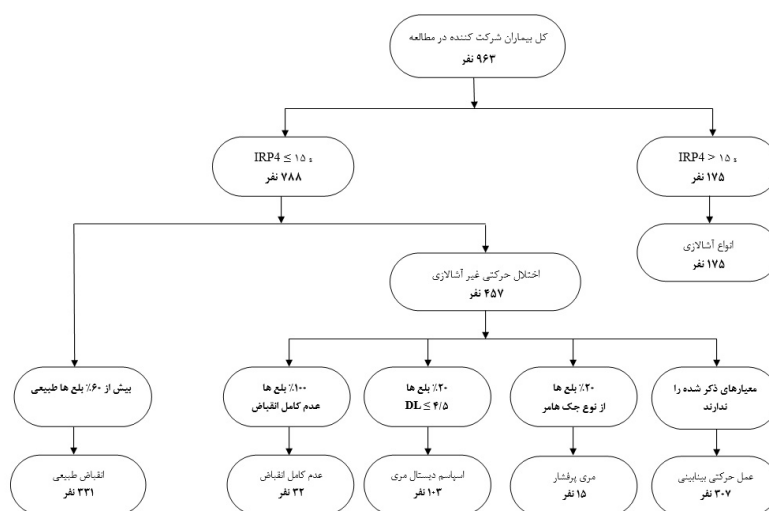 کل بیماران شرکت کننده در مطالعه
۹۶۳ نفر
IRP4 ≤ ۱۵ s
۷۸۸ نفر
IRP4 > ۱۵ s
۱۷۵ نفر
انواع آشالازی
۱۷۵ نفر
اختلال حرکتی غیر آشالازی
۴۵۷ نفر
بیش از ۶۰٪ بلع ها طبیعی
۱۰۰٪ بلع ها
عدم کامل انقباض
۲۰٪ بلع ها
DL ≤ ۴/۵
۲۰٪ بلع ها
از نوع جک هامر
معیارهای ذکر شده را
ندارند
انقباض طبیعی
۳۳۱ نفر
عدم کامل انقباض
۳۲ نفر
اسپاسم دیستال مری
۱۰۳ نفر
مری پرفشار
۱۵ نفر
عمل حرکتی بینابینی
۳۰۷ نفر